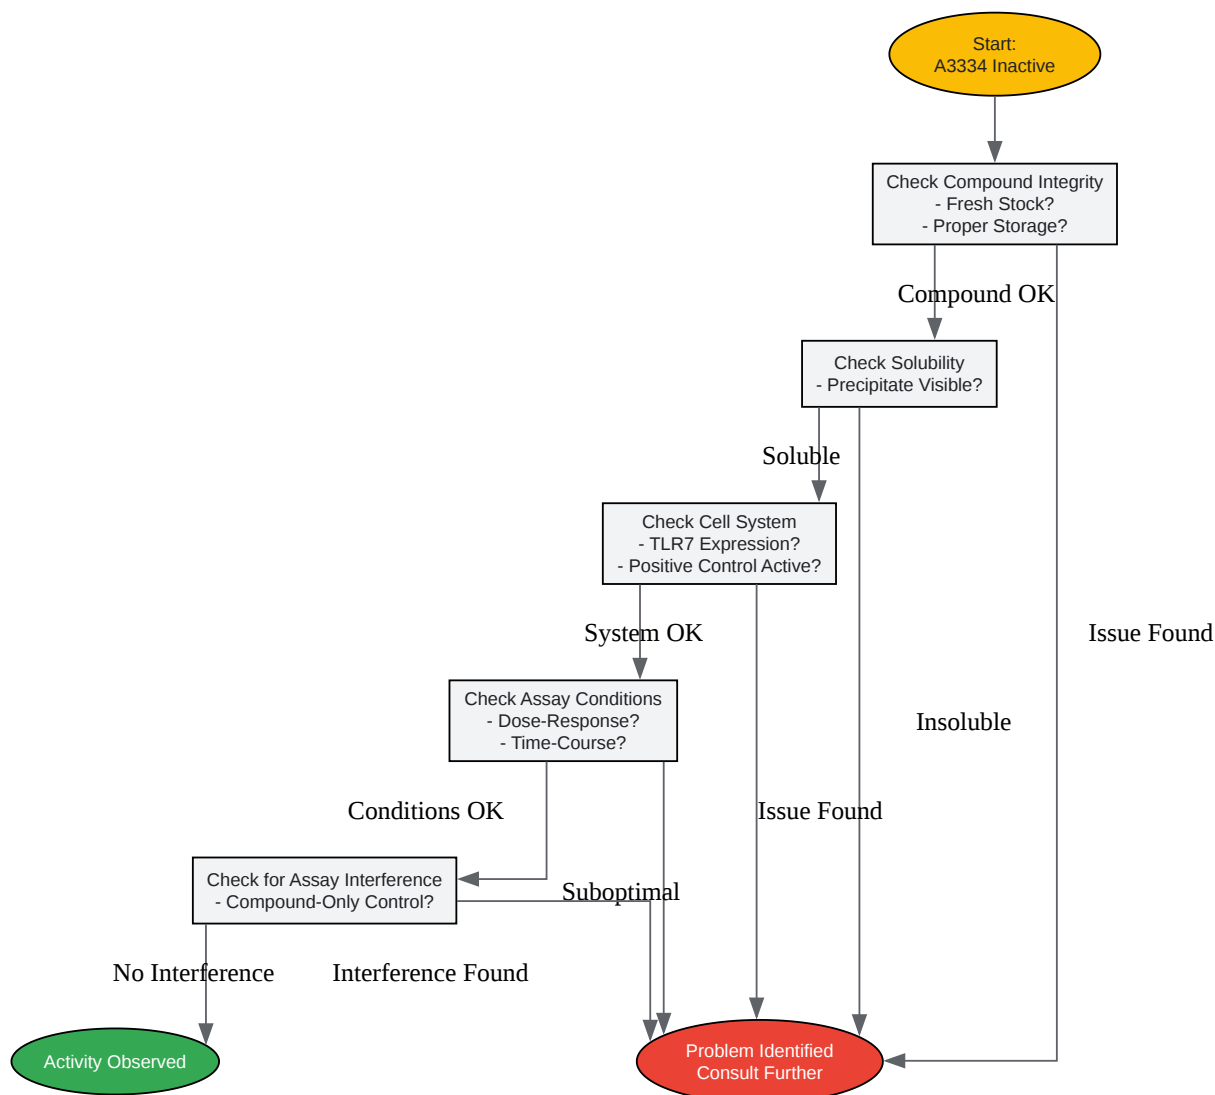 Start:
A3334 Inactive
Check Compound Integrity
- Fresh Stock?
- Proper Storage?
Compound OK
Check Solubility
- Precipitate Visible?
Soluble
Check Cell System
- TLR7 Expression?
- Positive Control Active?
System OK
Issue Found
Check Assay Conditions
- Dose-Response?
- Time-Course?
Insoluble
Conditions OK
Issue Found
Check for Assay Interference
- Compound-Only Control?
Suboptimal
No Interference
Interference Found
Activity Observed
Problem Identified
Consult Further